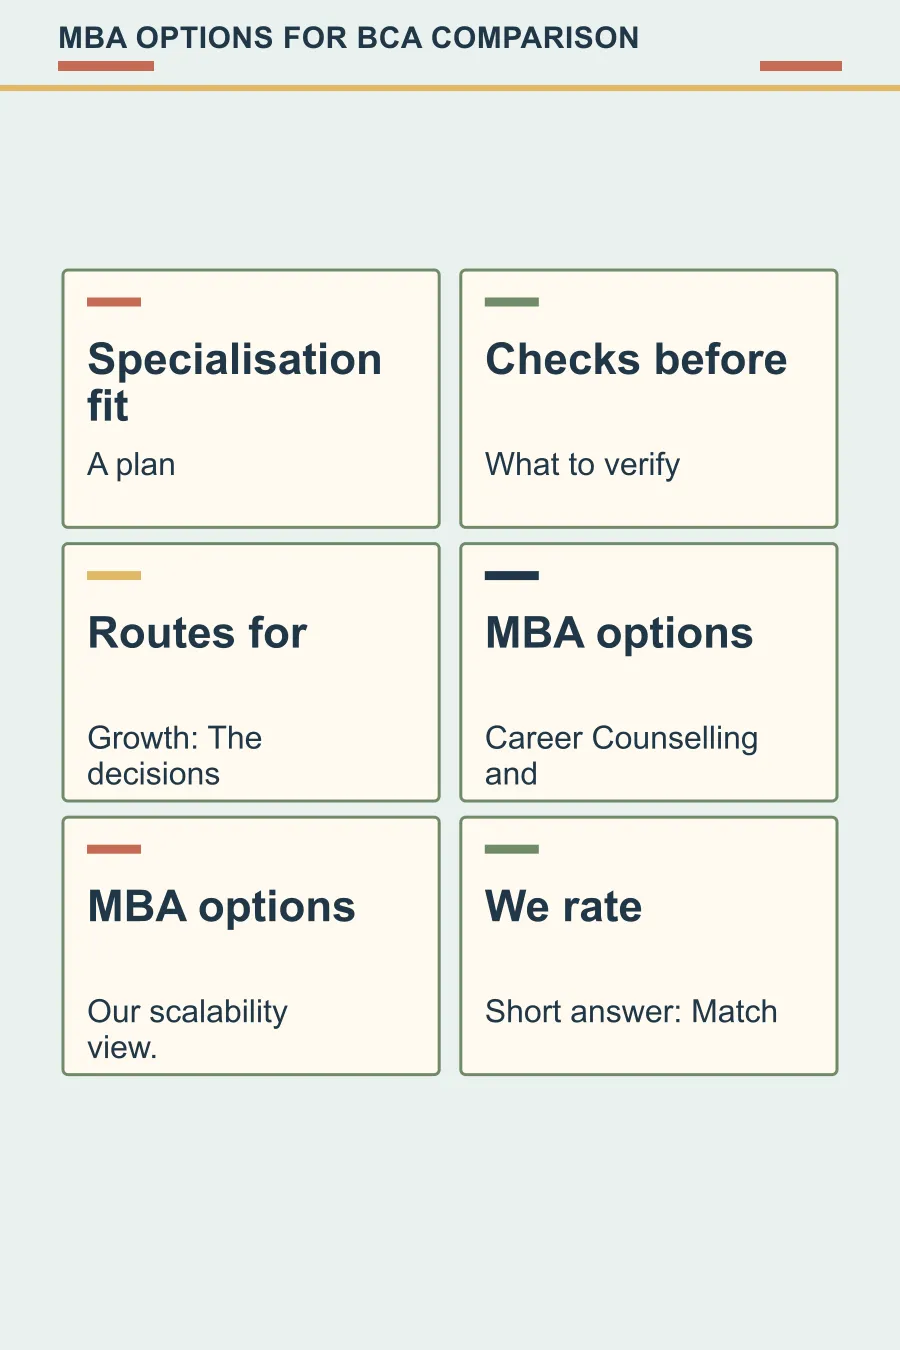 MBA OPTIONS FOR BCA COMPARISON
Specialisation
fit
A plan
Checks before
What to verify
Routes for
Growth: The
decisions
MBA options
Career Counselling
and
MBA options
Our scalability
view.
We rate
Short answer: Match